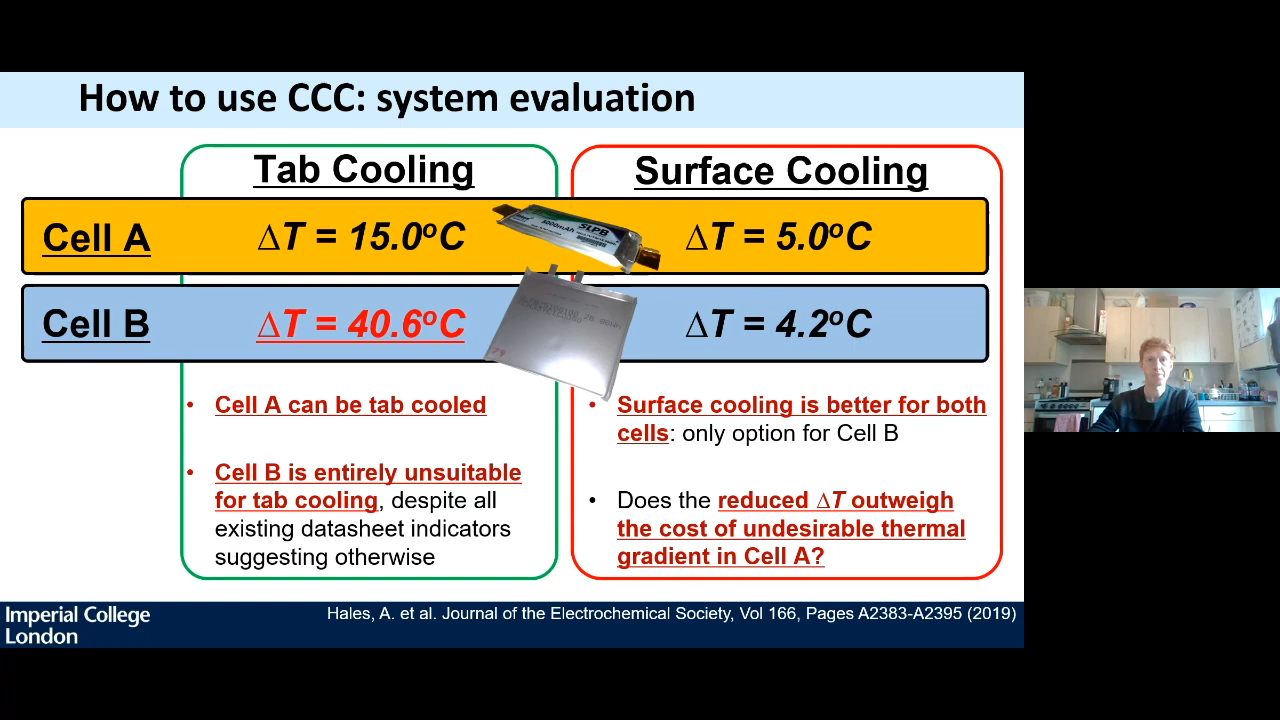 How to use CCC: system evaluation
Tab Cooling
Surface Cooling
Cell A
ΔT = 15.0ºC
SLPB
ΔT = 5.0ºC
Cell B
ΔT = 40.6ºC
ΔT = 4.2ºC
• Cell A can be tab cooled
• Cell B is entirely unsuitable
for tab cooling, despite all
existing datasheet indicators
suggesting otherwise
• Surface cooling is better for both
cells: only option for Cell B
• Does the reduced ΔT outweigh
the cost of undesirable thermal
gradient in Cell A?
Imperial College
London
Hales, A. et al. Journal of the Electrochemical Society, Vol 166, Pages A2383-A2395 (2019)